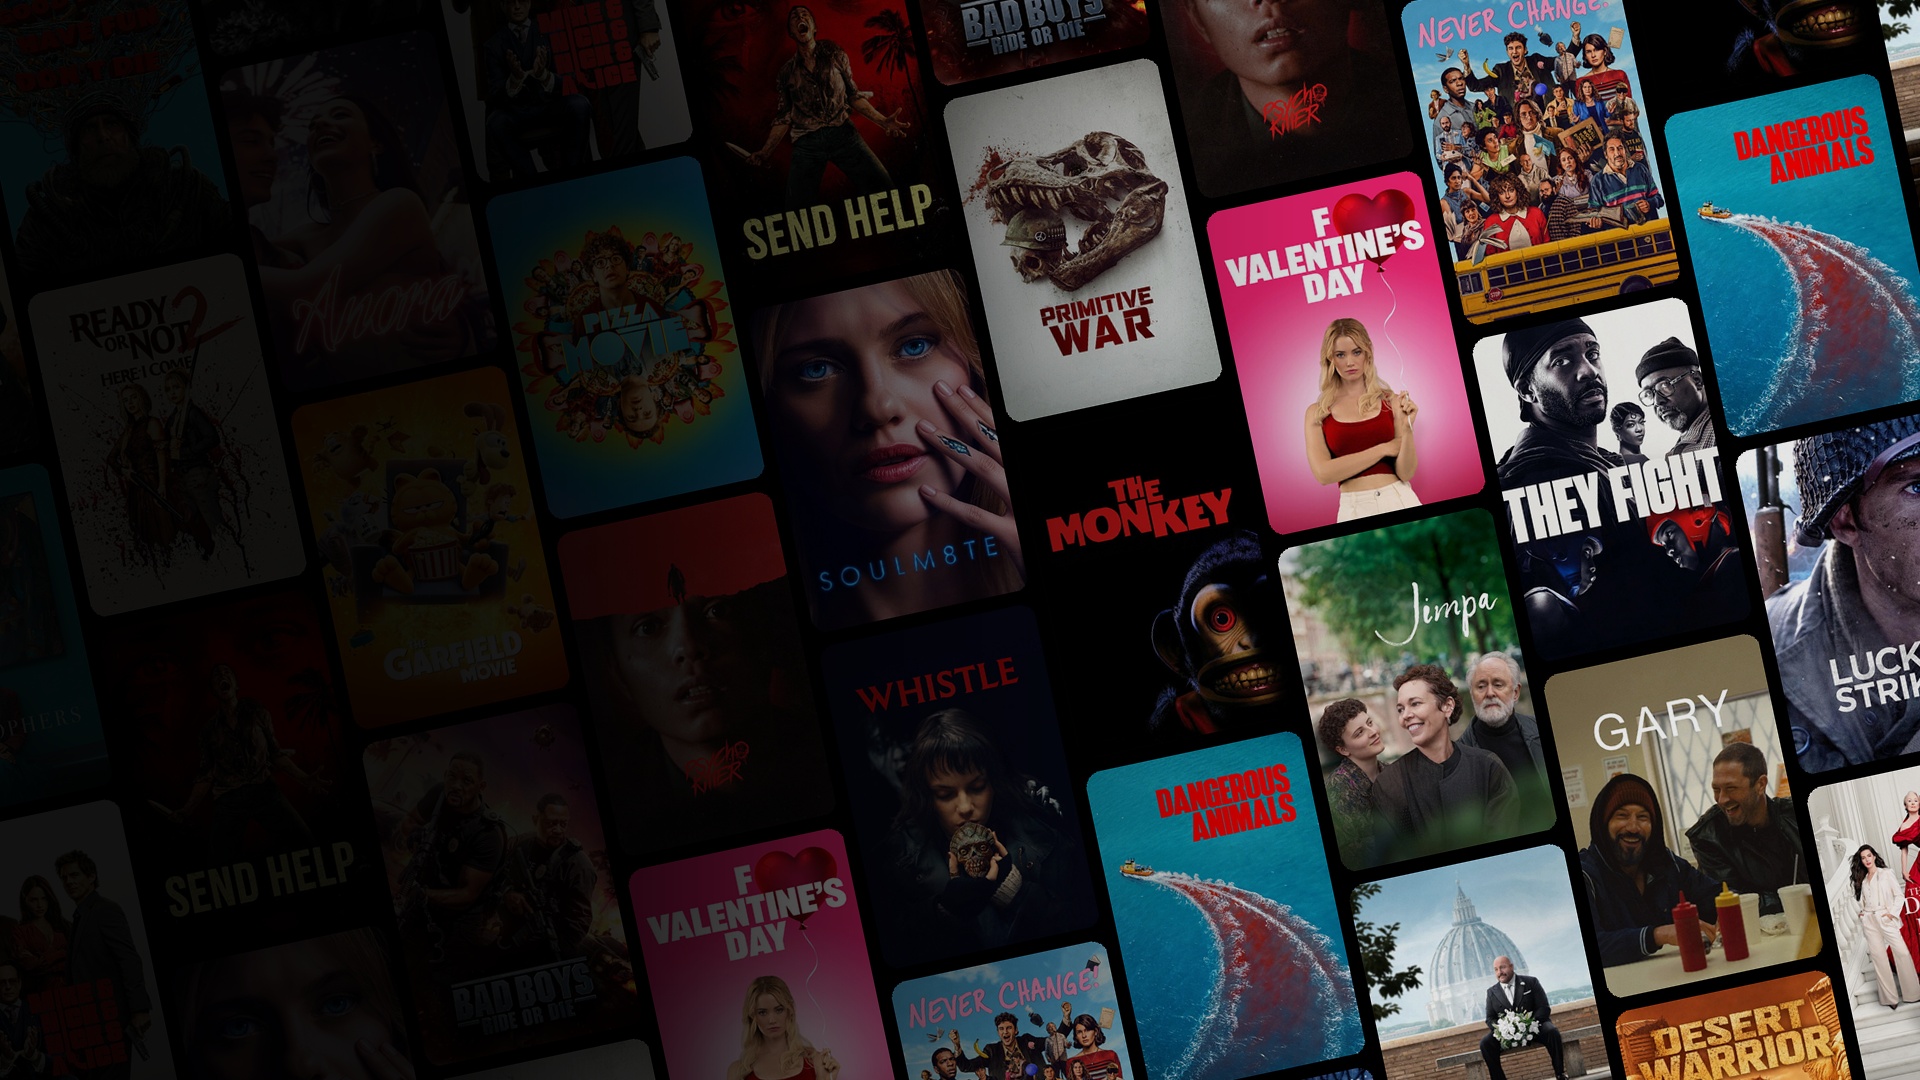 BAD BOYS
RIDE OR DIE
NEVER CHANGE!
PSYCHO
KILLER
DANGEROUS
ANIMALS
SEND HELP
F
VALENTINE'S
DAY
READY
OR NOT 2
HERE I COME
Anora
PIZZA
MOVIE
PRIMITIVE
WAR
THE
MONKEY
THEY FIGHT
SOULM8TE
Jimpa
THE
GARFIELD
MOVIE
WHISTLE
LUCK
STRIK
GARY
OPHERS
PSYCHO
KILLER
DANGEROUS
ANIMALS
SEND HELP
F
VALENTINE'S
DAY
BAD BOYS
RIDE OR DIE
NEVER CHANGE!
DESERT
WARRIOR